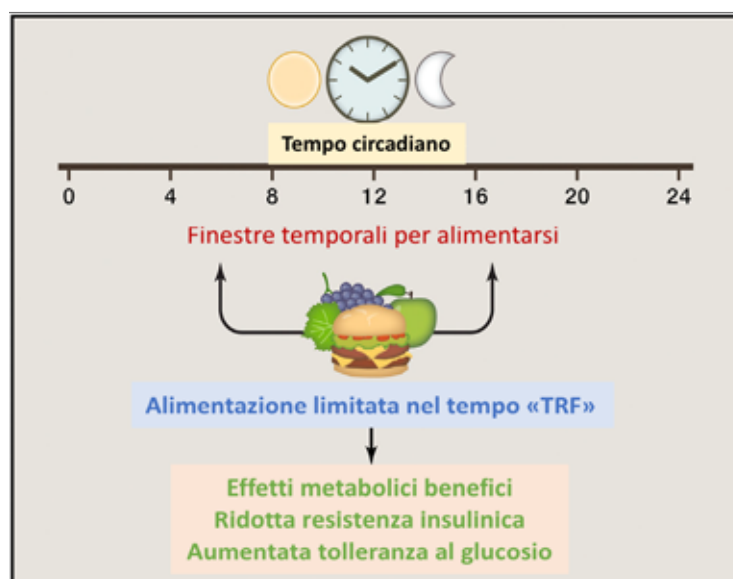 Tempo circadiano
0 4 8 12 16 20 24
Finestre temporali per alimentarsi
Alimentazione limitata nel tempo «TRF»
Effetti metabolici benefici
Ridotta resistenza insulinica
Aumentata tolleranza al glucosio